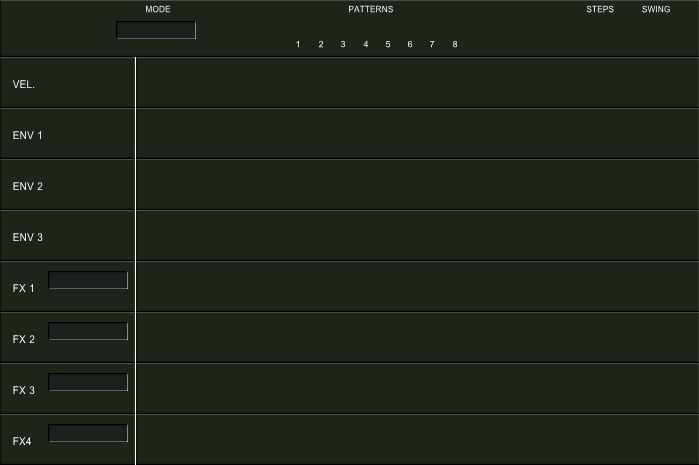 MODE PATTERNS STEPS SWING
1 2 3 4 5 6 7 8
VEL.
ENV 1
ENV 2
ENV 3
FX 1
FX 2
FX 3
FX4